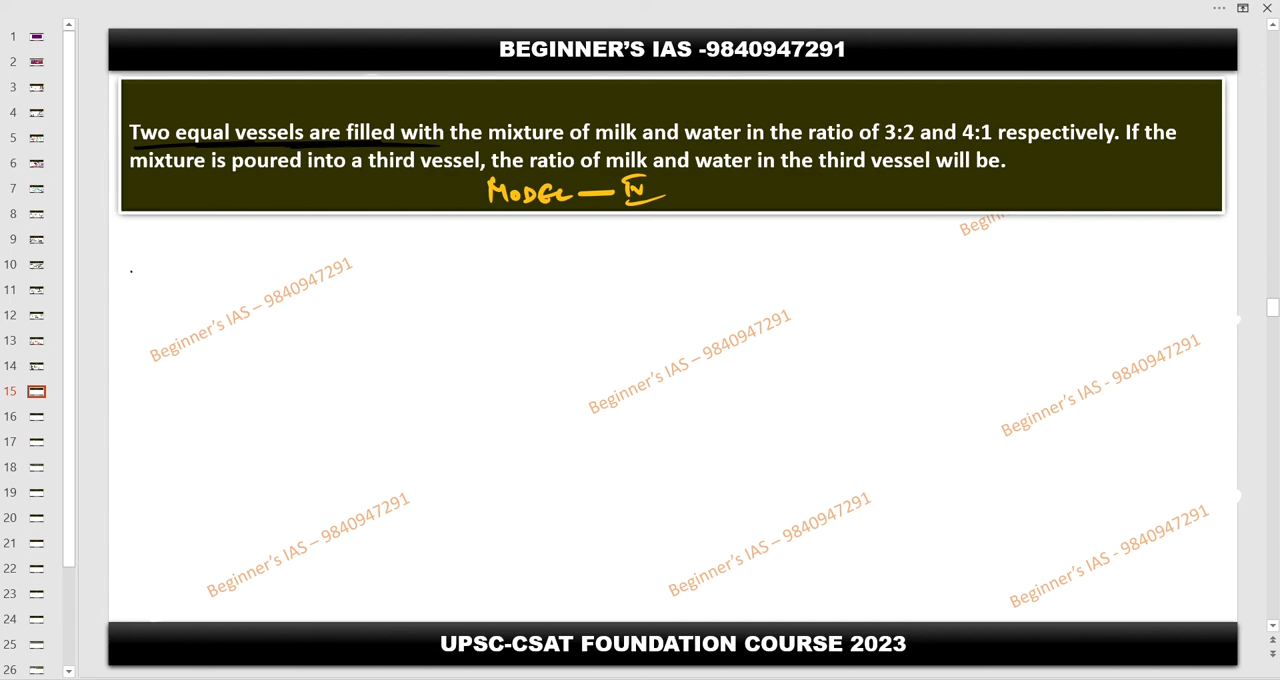 BEGINNER’S IAS -9840947291
Two equal vessels are filled with the mixture of milk and water in the ratio of 3:2 and 4:1 respectively. If the
mixture is poured into a third vessel, the ratio of milk and water in the third vessel will be.
MODEL — IV
Beginn
Beginner’s IAS – 9840947291
Beginner’s IAS – 9840947291
Beginner’s IAS - 9840947291
Beginner’s IAS – 9840947291
Beginner’s IAS – 9840947291
Beginner’s IAS - 9840947291
UPSC-CSAT FOUNDATION COURSE 2023
1
2
3
4
5
6
7
8
9
10
11
12
13
14
15
16
17
18
19
20
21
22
23
24
25
26